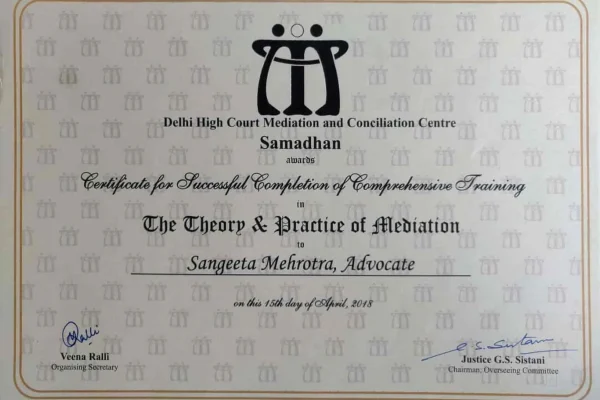 Delhi High Court Mediation and Conciliation Centre
Samadhan
awards
Certificate for Successful Completion of Comprehensive Training
in
The Theory & Practice of Mediation
to
Sangeeta Mehrotra, Advocate
on this 15th day of April, 2018
Ralli
Veena Ralli
Organising Secretary
G.S. Sistani
Justice G.S. Sistani
Chairman, Overseeing Committee